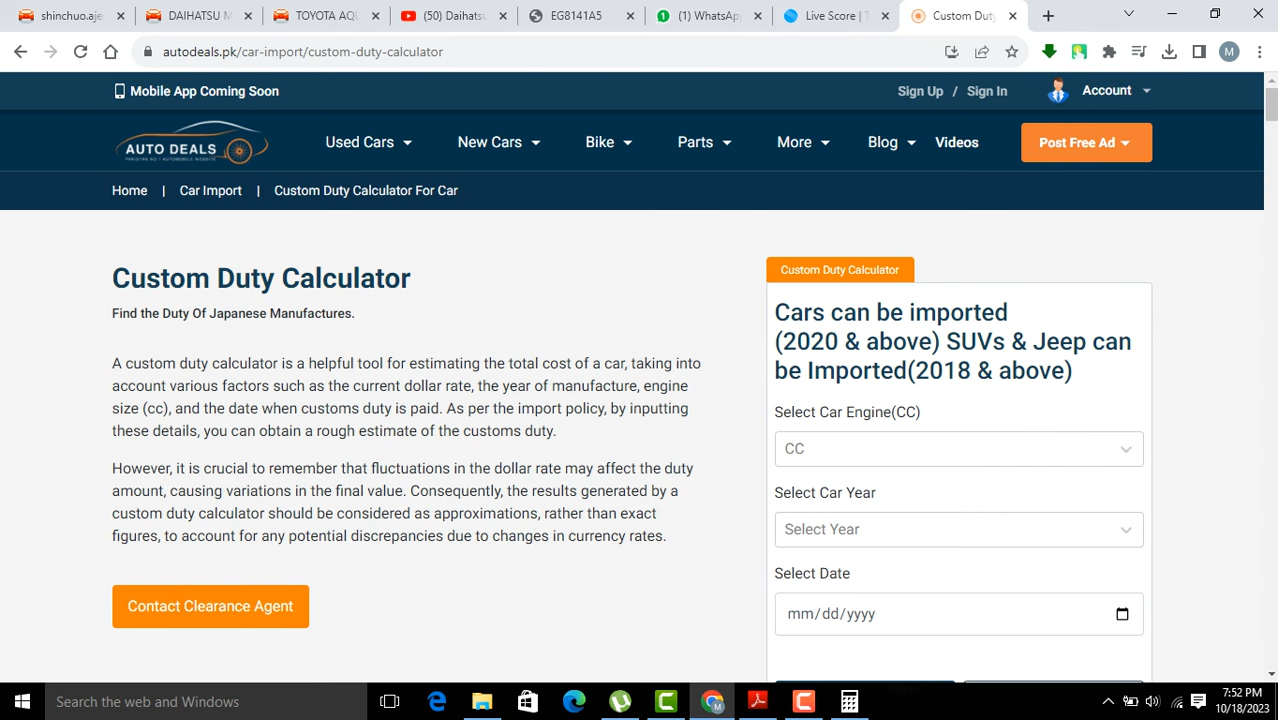 shinchuo.aje
DAIHATSU M
TOYOTA AQU
(50) Daihatsu
EG8141A5
(1) WhatsApp
Live Score | T
Custom Duty
autodeals.pk/car-import/custom-duty-calculator
M
Mobile App Coming Soon
Sign Up / Sign In
Account
AUTO DEALS
PAKISTAN NO 1 AUTOMOBILE WEBSITE
Used Cars
New Cars
Bike
Parts
More
Blog
Videos
Post Free Ad
Home | Car Import | Custom Duty Calculator For Car
Custom Duty Calculator
Find the Duty Of Japanese Manufactures.
A custom duty calculator is a helpful tool for estimating the total cost of a car, taking into
account various factors such as the current dollar rate, the year of manufacture, engine
size (cc), and the date when customs duty is paid. As per the import policy, by inputting
these details, you can obtain a rough estimate of the customs duty.
However, it is crucial to remember that fluctuations in the dollar rate may affect the duty
amount, causing variations in the final value. Consequently, the results generated by a
custom duty calculator should be considered as approximations, rather than exact
figures, to account for any potential discrepancies due to changes in currency rates.
Contact Clearance Agent
Custom Duty Calculator
Cars can be imported
(2020 & above) SUVs & Jeep can
be Imported(2018 & above)
Select Car Engine(CC)
CC
Select Car Year
Select Year
Select Date
mm/dd/yyyy
Search the web and Windows
7:52 PM
10/18/2023